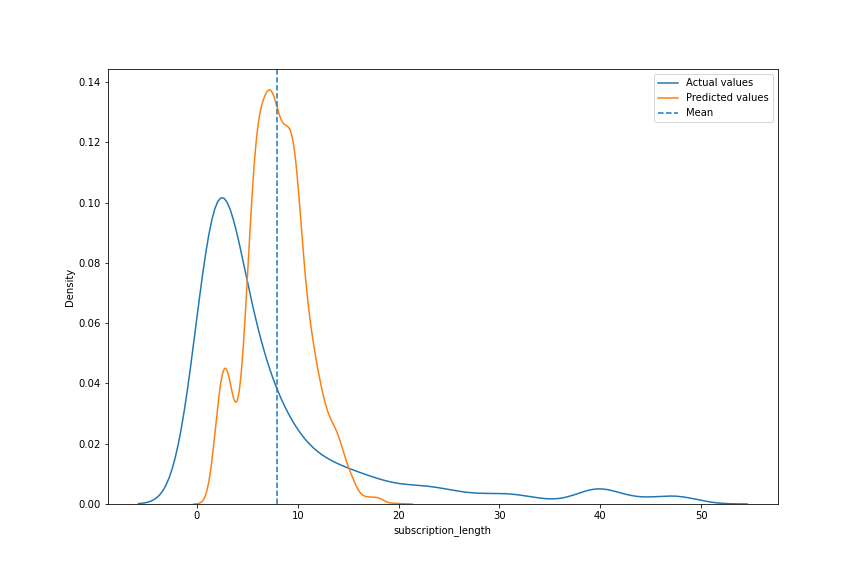 Actual values
Predicted values
Mean
0.14
0.12
0.10
0.08
0.06
0.04
0.02
0.00
Density
0 10 20 30 40 50
subscription_length